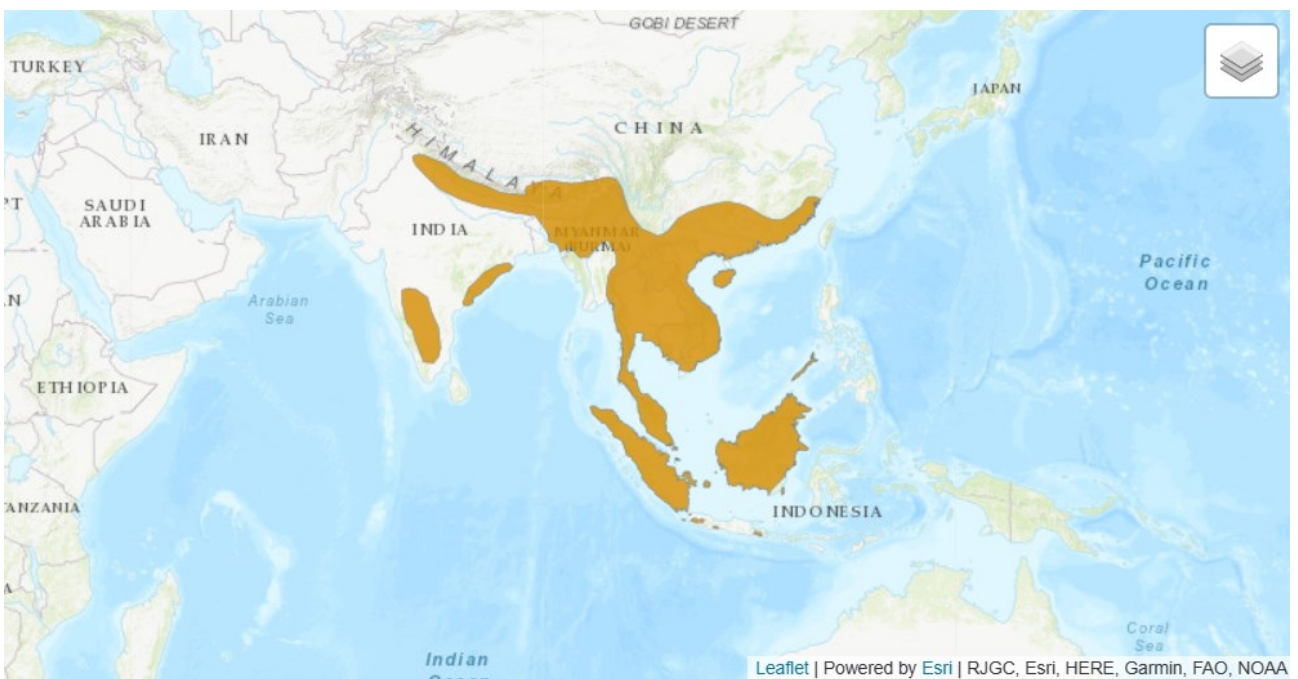 GOBI DESERT
TURKEY
JAPAN
CHINA
IRAN
HIMALAYA
SAUDI
ARABIA
INDIA
MYANMAR
(BURMA)
Pacific
Ocean
Arabian
Sea
ETHIOPIA
INDONESIA
Coral
Sea
Indian
Leaflet | Powered by Esri | RJGC, Esri, HERE, Garmin, FAO, NOAA